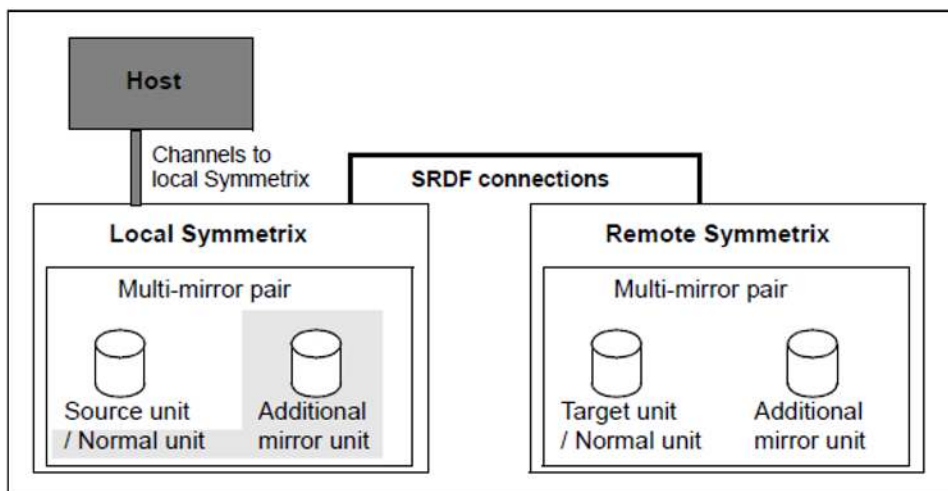 Host
Channels to
local Symmetrix
SRDF connections
Local Symmetrix
Multi-mirror pair
Source unit
/ Normal unit
Additional
mirror unit
Remote Symmetrix
Multi-mirror pair
Target unit
/ Normal unit
Additional
mirror unit